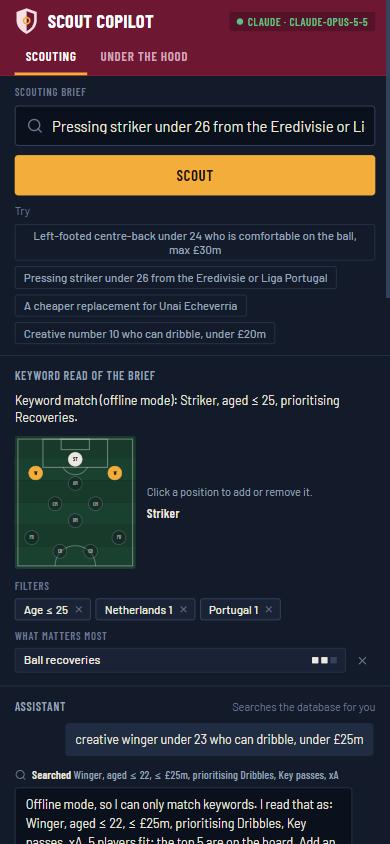 SCOUT COPILOT
CLAUDE · CLAUDE-OPUS-5-5
SCOUTING
UNDER THE HOOD
SCOUTING BRIEF
Pressing striker under 26 from the Eredivisie or Li
SCOUT
Try
Left-footed centre-back under 24 who is comfortable on the ball,
max £30m
Pressing striker under 26 from the Eredivisie or Liga Portugal
A cheaper replacement for Unai Echeverria
Creative number 10 who can dribble, under £20m
KEYWORD READ OF THE BRIEF
Keyword match (offline mode): Striker, aged ≤ 25, prioritising
Recoveries.
ST
W
W
Click a position to add or remove it.
Striker
FILTERS
Age ≤ 25 ×
Netherlands 1 ×
Portugal 1 ×
WHAT MATTERS MOST
Ball recoveries
×
ASSISTANT
Searches the database for you
creative winger under 23 who can dribble, under £25m
Searched Winger, aged ≤ 22, ≤ £25m, prioritising Dribbles, Key passes, xA
Offline mode, so I can only match keywords. I read that as:
Winger, aged ≤ 22, ≤ £25m, prioritising Dribbles, Key
passes, xA. 5 players fit; the top 5 are on the board. Add an